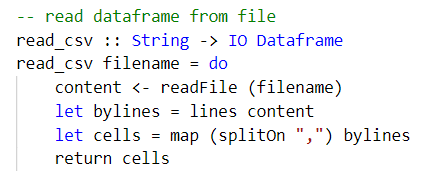 -- read dataframe from file
read_csv :: String -> IO Dataframe
read_csv filename = do
    content <- readFile (filename)
    let bylines = lines content
    let cells = map (splitOn ",") bylines
    return cells